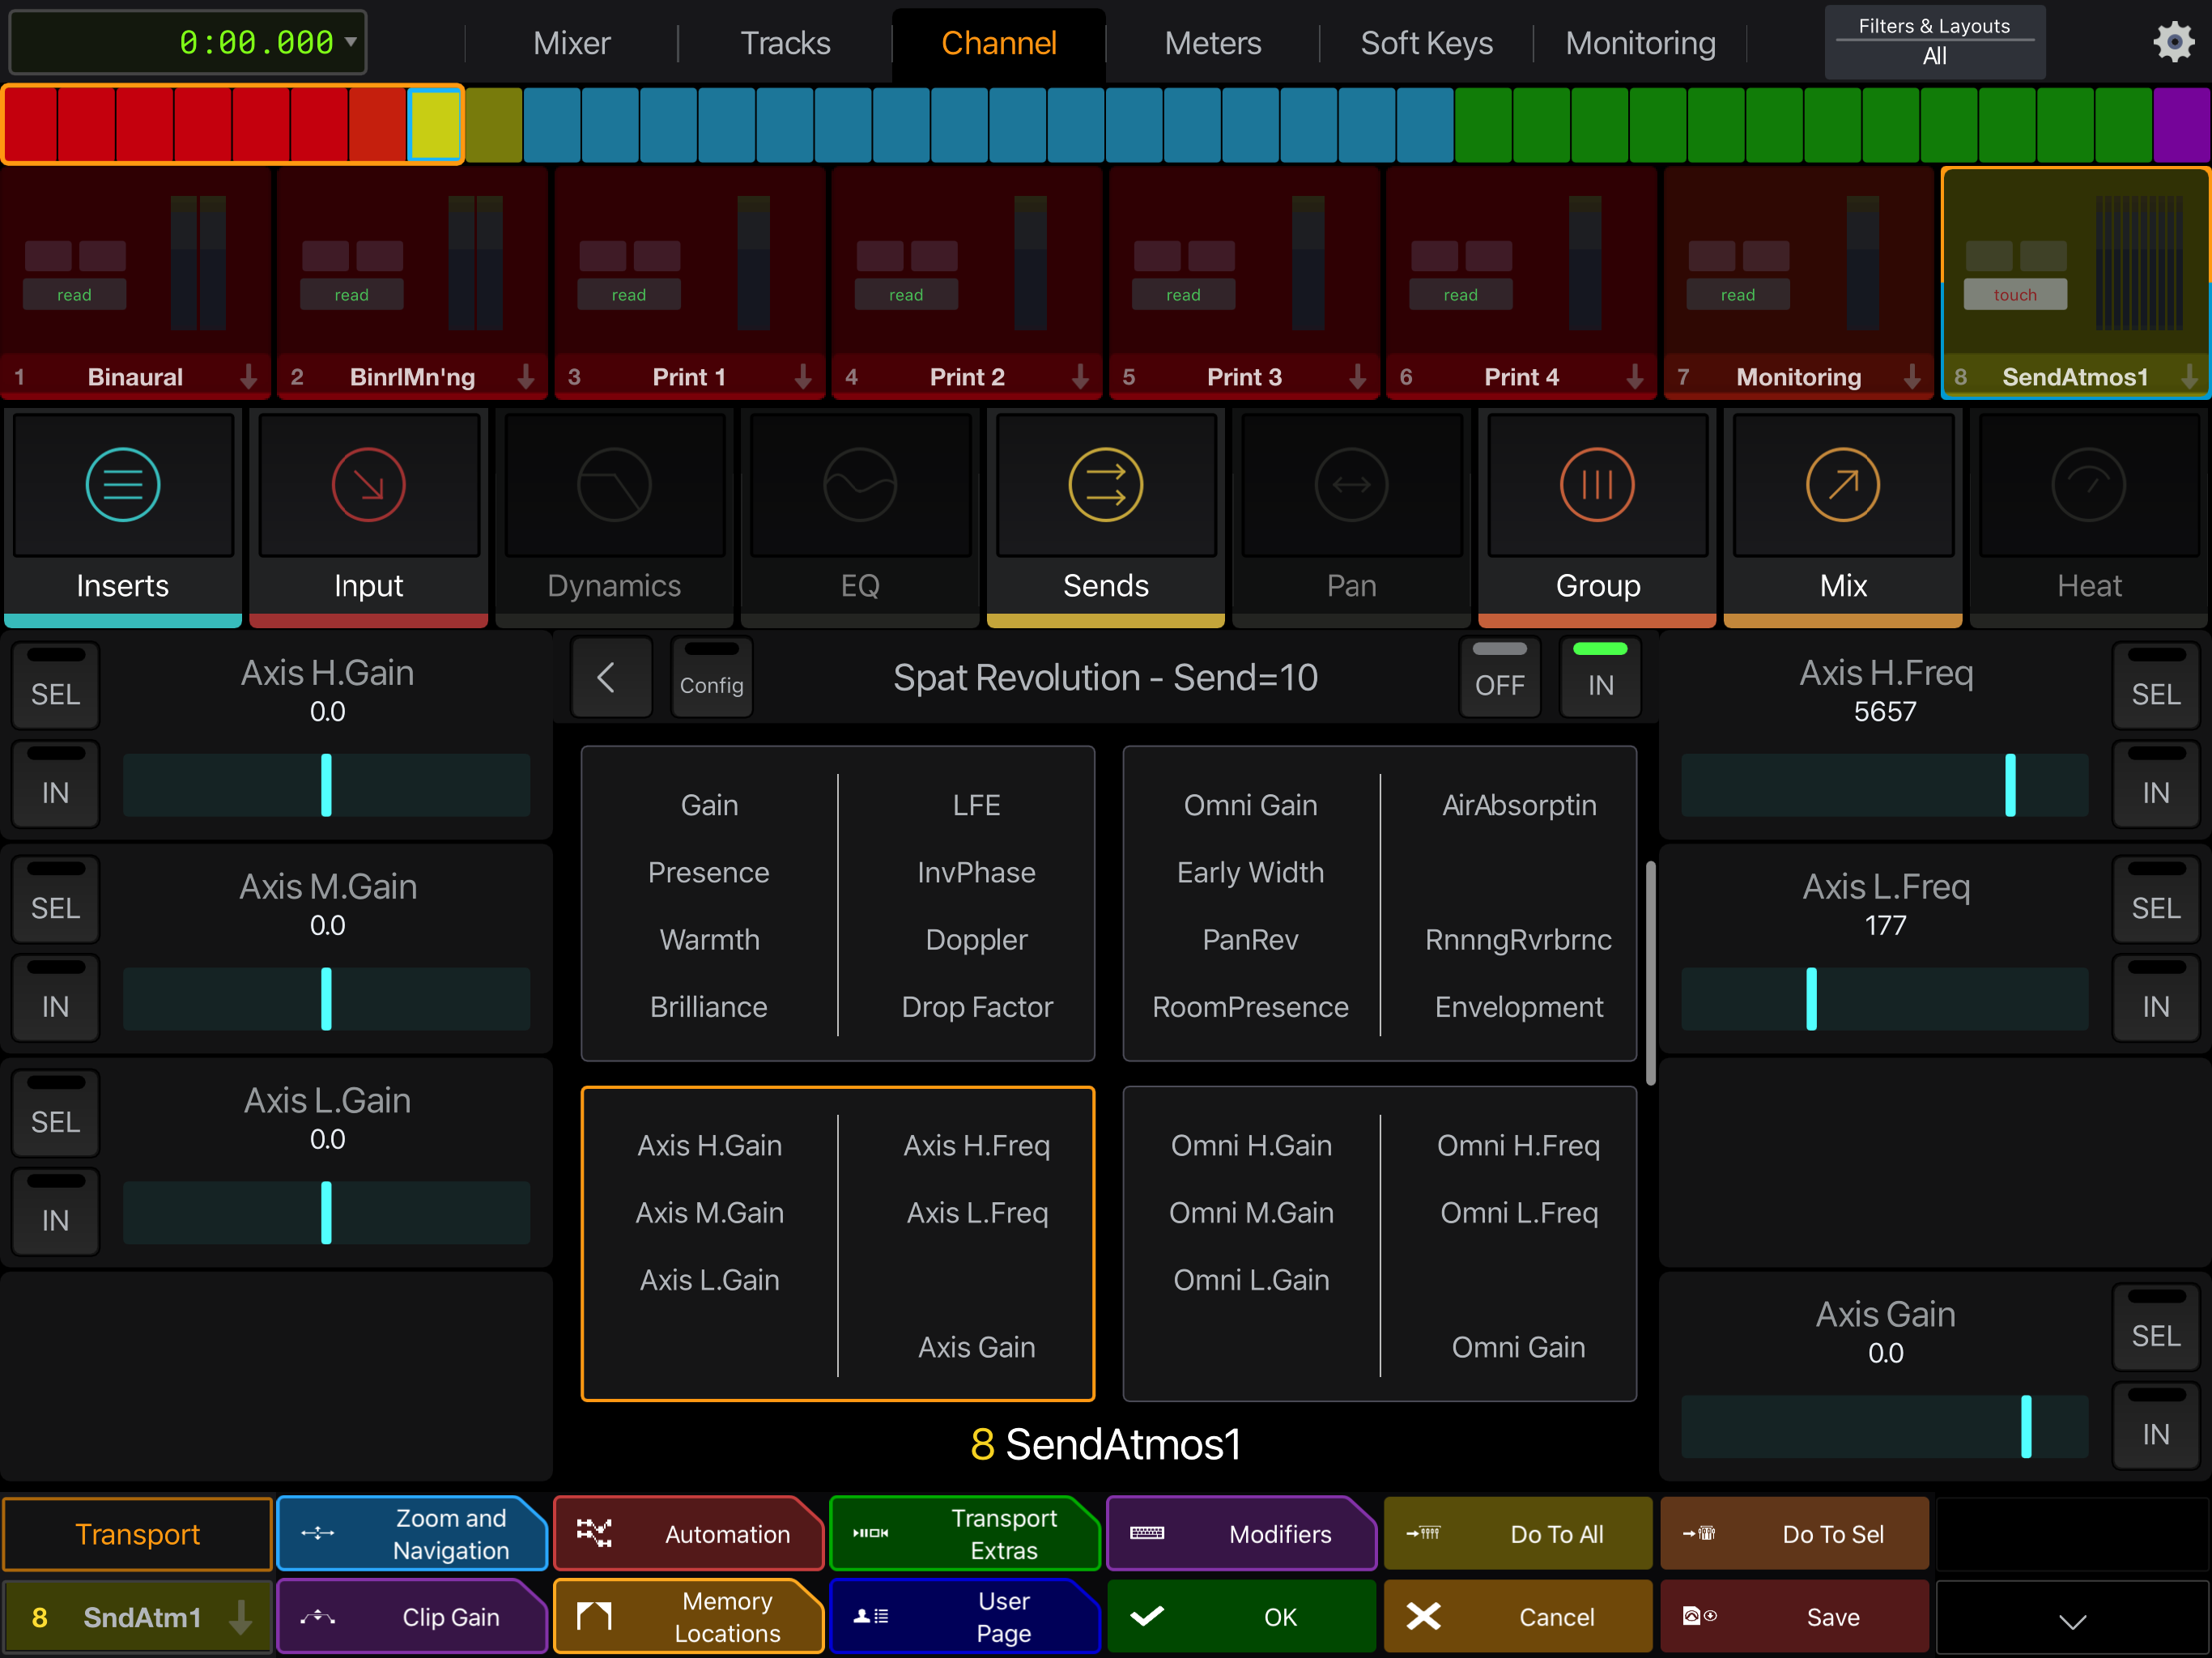 0:00.000
Mixer
Tracks
Channel
Meters
Soft Keys
Monitoring
Filters & Layouts
All
read
read
read
read
read
read
read
touch
1 Binaural
2 BinrlMn'ng
3 Print 1
4 Print 2
5 Print 3
6 Print 4
7 Monitoring
8 SendAtmos1
Inserts
Input
Dynamics
EQ
Sends
Pan
Group
Mix
Heat
SEL
Axis H.Gain
0.0
IN
SEL
Axis M.Gain
0.0
IN
SEL
Axis L.Gain
0.0
IN
Config
Spat Revolution - Send=10
OFF
IN
Gain
LFE
Presence
InvPhase
Warmth
Doppler
Brilliance
Drop Factor
Omni Gain
AirAbsorptin
Early Width
PanRev
RnnngRvrbrnc
RoomPresence
Envelopment
Axis H.Gain
Axis H.Freq
Axis M.Gain
Axis L.Freq
Axis L.Gain
Axis Gain
Omni H.Gain
Omni H.Freq
Omni M.Gain
Omni L.Freq
Omni L.Gain
Omni Gain
8 SendAtmos1
Axis H.Freq
5657
SEL
IN
Axis L.Freq
177
SEL
IN
Axis Gain
0.0
SEL
IN
Transport
Zoom and
Navigation
Automation
Transport
Extras
Modifiers
Do To All
Do To Sel
8 SndAtm1
Clip Gain
Memory
Locations
User
Page
OK
Cancel
Save